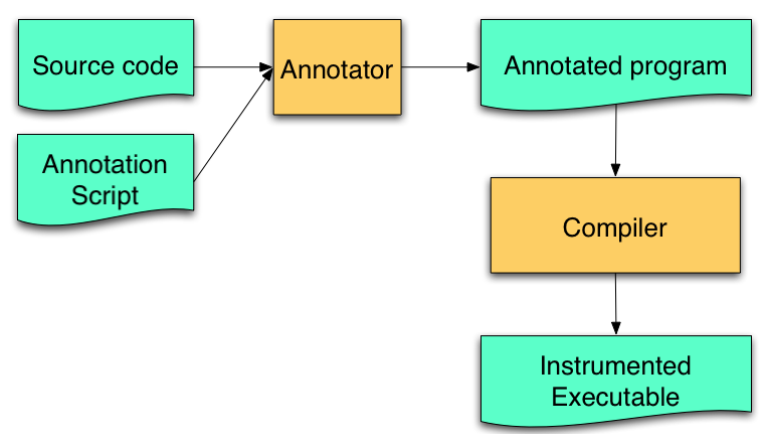 Source code
Annotator
Annotated program
Annotation
Script
Compiler
Instrumented
Executable